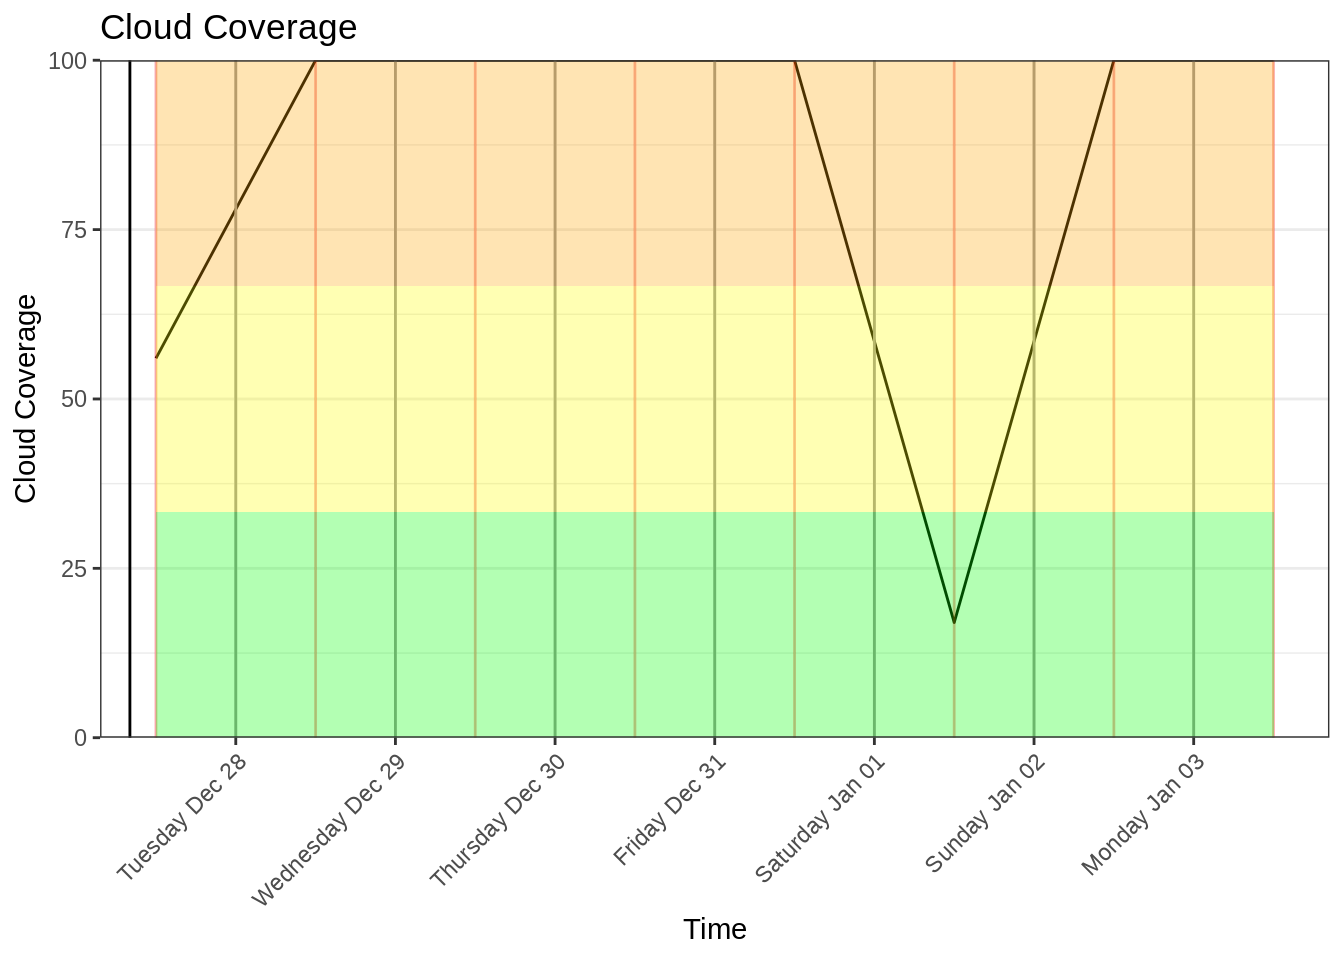 Cloud Coverage
Cloud Coverage
100
75
50
25
0
Tuesday Dec 28
Wednesday Dec 29
Thursday Dec 30
Friday Dec 31
Saturday Jan 01
Sunday Jan 02
Monday Jan 03
Time